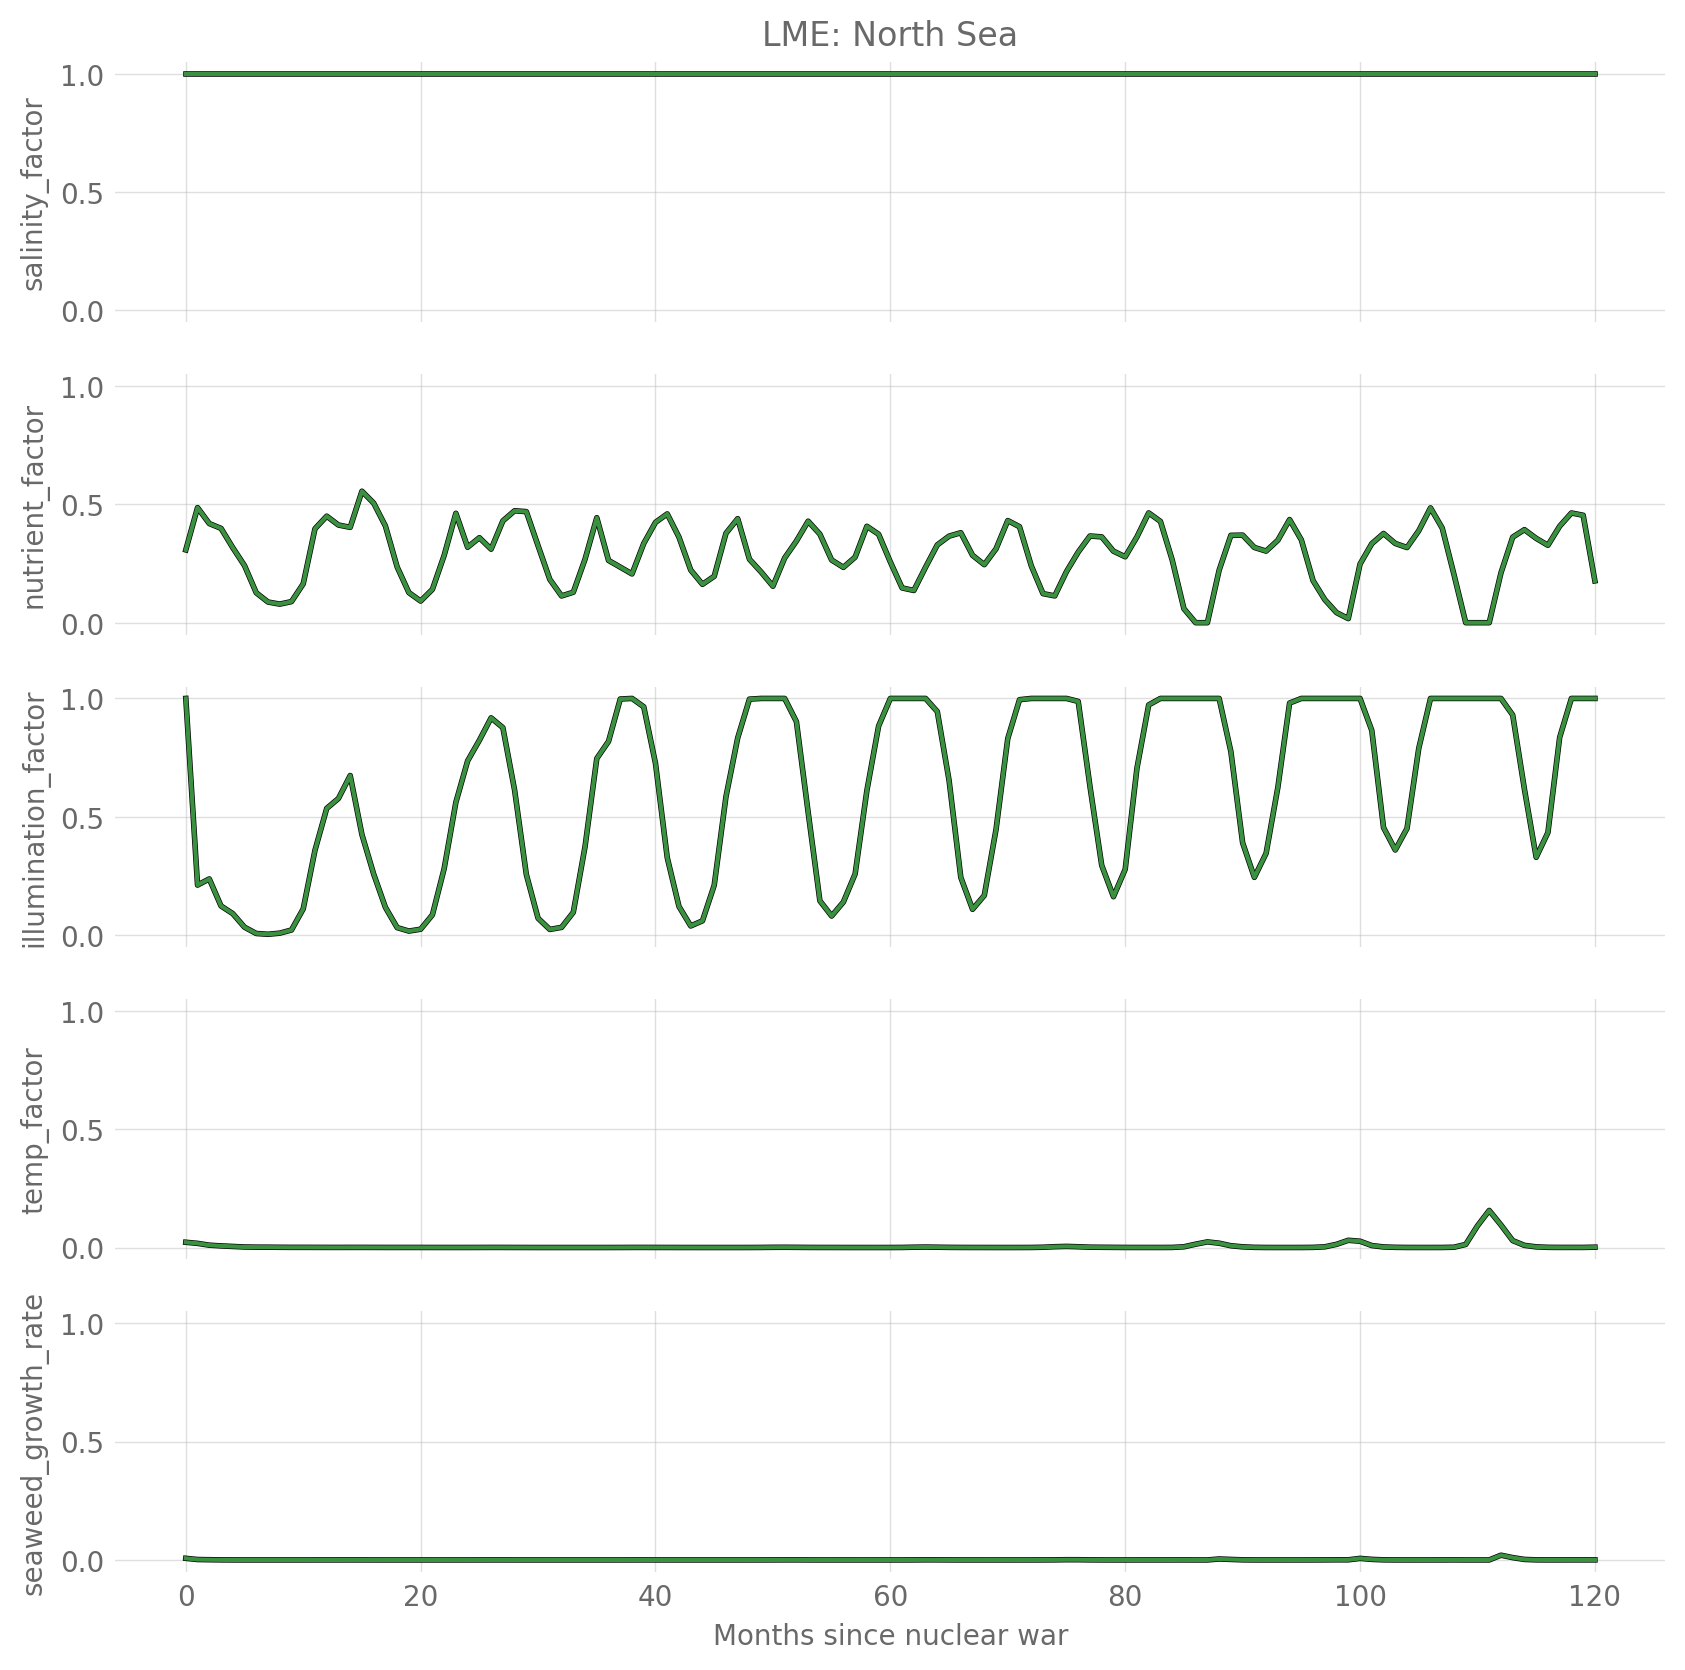 LME: North Sea
1.0
0.5
0.0
salinity_factor
1.0
0.5
0.0
nutrient_factor
1.0
0.5
0.0
illumination_factor
1.0
0.5
0.0
temp_factor
1.0
0.5
0.0
seaweed_growth_rate
0 20 40 60 80 100 120
Months since nuclear war